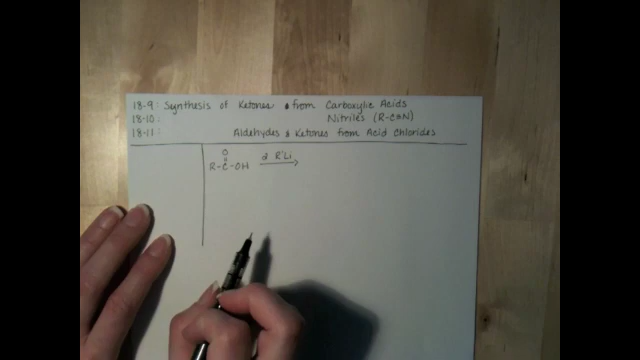 18-9: Synthesis of Ketones from Carboxylic Acids
18-10: Nitriles (R-C≡N)
18-11: Aldehydes & Ketones from Acid Chlorides
O
R-C-OH 2 R'Li